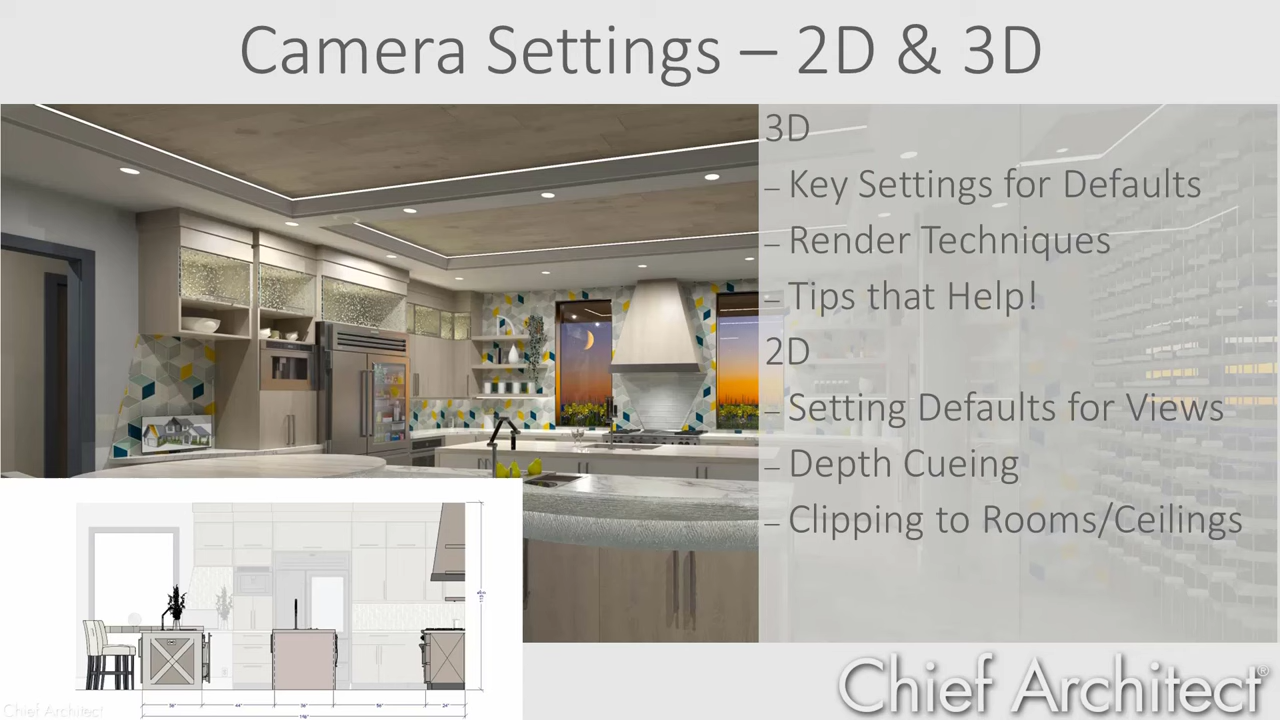 Camera Settings – 2D & 3D
3D
– Key Settings for Defaults
– Render Techniques
– Tips that Help!
2D
– Setting Defaults for Views
– Depth Cueing
– Clipping to Rooms/Ceilings
Chief Architect®
Chief Architect